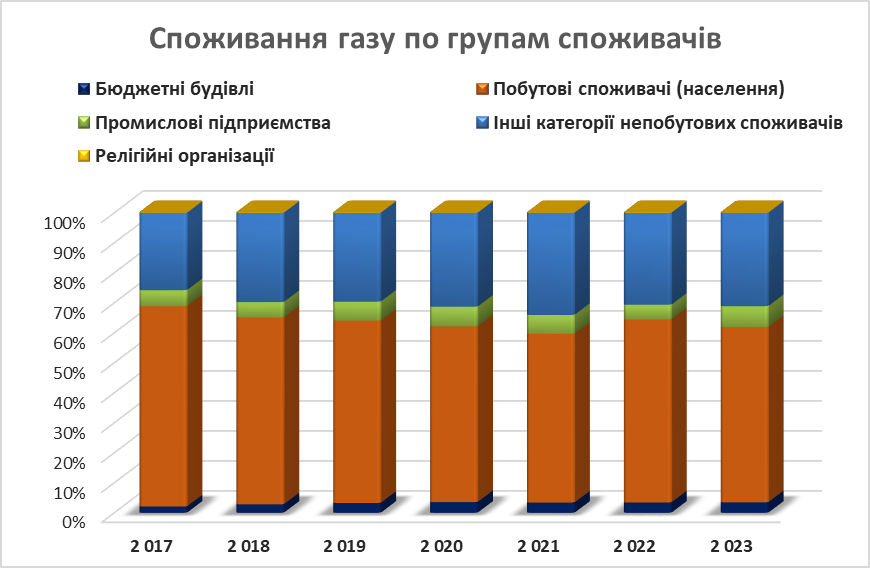 Споживання газу по групам споживачів
Бюджетні будівлі
Побутові споживачі (населення)
Промислові підприємства
Інші категорії непобутових споживачів
Релігійні організації
100%
90%
80%
70%
60%
50%
40%
30%
20%
10%
0%
2 017 2 018 2 019 2 020 2 021 2 022 2 023